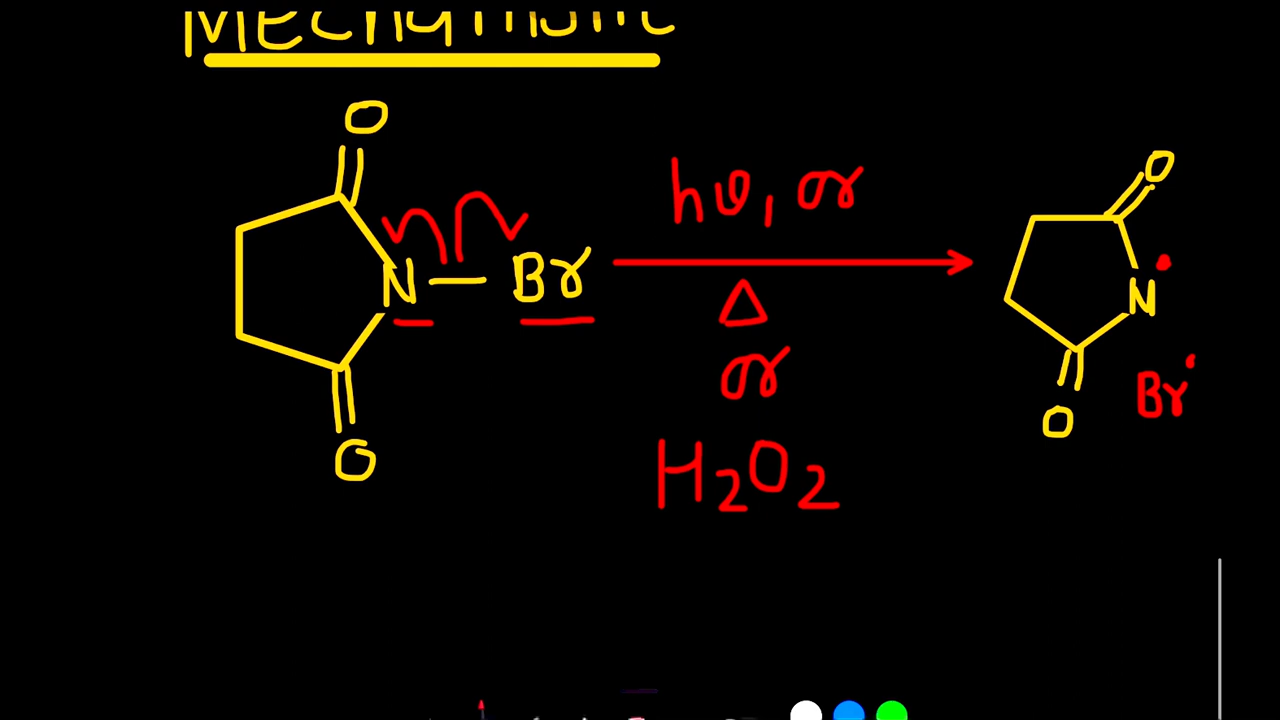 Mechanism
O
N – Br
O
hν, or
Δ
or
H2O2
O
N•
O
Br•